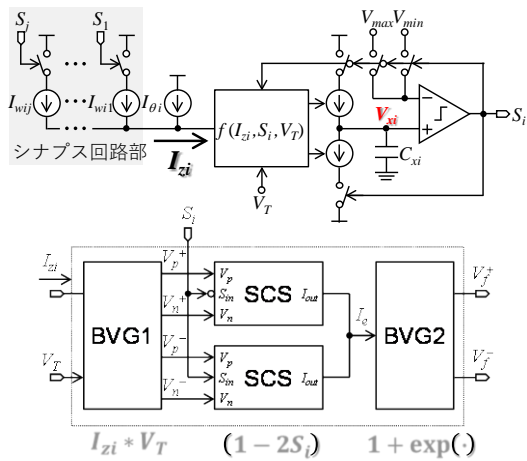 S_j
S_1
V_max V_min
I_wij
I_wi1
I_θi
f(I_zi, S_i, V_T)
V_xi
S_i
シナプス回路部
I_zi
C_xi
V_T
S_i
I_zi
V_p^+
V_p
S_in
SCS
I_out
V_f^+
V_n^+
V_n
BVG1
I_e
BVG2
V_T
V_p^-
V_p
S_in
SCS
I_out
V_f^-
V_n^-
V_n
I_zi * V_T
(1 − 2S_i)
1 + exp(·)